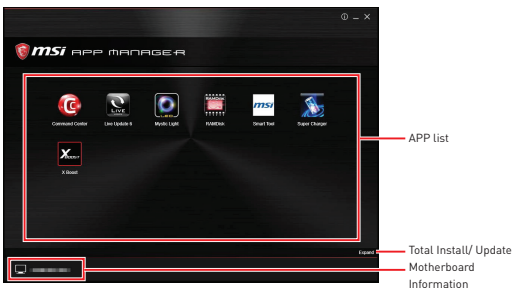 msi APP MANAGER
Command Center Live Update 6 Mystic Light RAMDisk Smart Tool Super Charger
X Boost
APP list
Expand
Total Install/ Update
Motherboard
Information